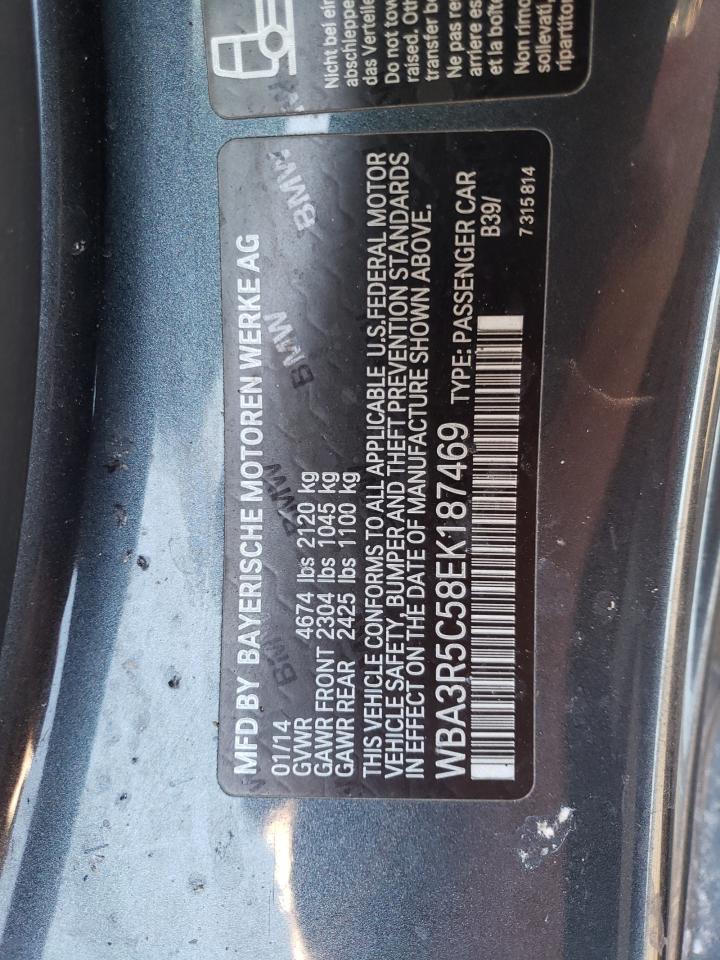 Nicht bei ein
abschleppe
das Verteile
Do not tow
raised. Oth
transfer be
Ne pas re
arriere es
et la boîte
Non rimo
sollevati,
ripartitor
MFD BY BAYERISCHE MOTOREN WERKE AG
01/14
GVWR 4674 lbs 2120 kg
GAWR FRONT 2304 lbs 1045 kg
GAWR REAR 2425 lbs 1100 kg
THIS VEHICLE CONFORMS TO ALL APPLICABLE U.S.FEDERAL MOTOR
VEHICLE SAFETY, BUMPER AND THEFT PREVENTION STANDARDS
IN EFFECT ON THE DATE OF MANUFACTURE SHOWN ABOVE.
WBA3R5C58EK187469 TYPE: PASSENGER CAR
B39/
7 315 814
BMW
BMW
BMW
BMW